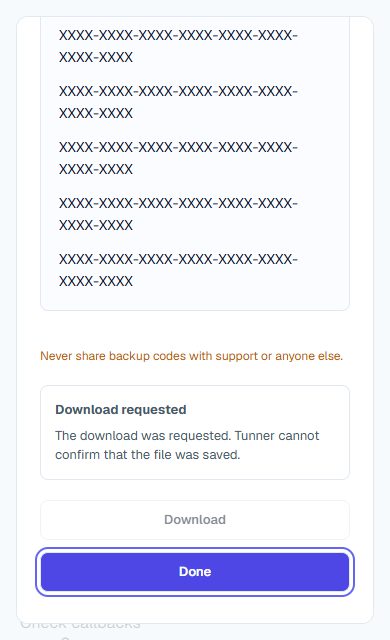 XXXX-XXXX-XXXX-XXXX-XXXX-XXXX-
XXXX-XXXX
XXXX-XXXX-XXXX-XXXX-XXXX-XXXX-
XXXX-XXXX
XXXX-XXXX-XXXX-XXXX-XXXX-XXXX-
XXXX-XXXX
XXXX-XXXX-XXXX-XXXX-XXXX-XXXX-
XXXX-XXXX
XXXX-XXXX-XXXX-XXXX-XXXX-XXXX-
XXXX-XXXX
Never share backup codes with support or anyone else.
Download requested
The download was requested. Tunner cannot
confirm that the file was saved.
Download
Done
Check callbacks